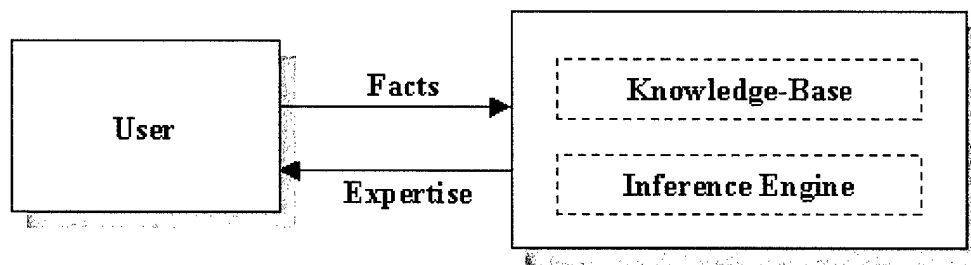 User
Facts
Expertise
Knowledge-Base
Inference Engine